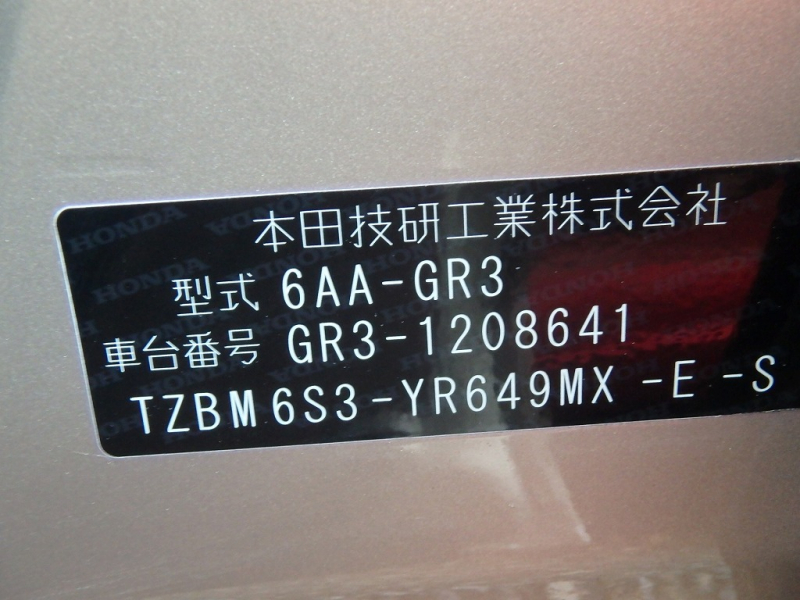 本田技研工業株式会社
型式 6AA-GR3
車台番号 GR3-1208641
TZBM6S3-YR649MX-E-S